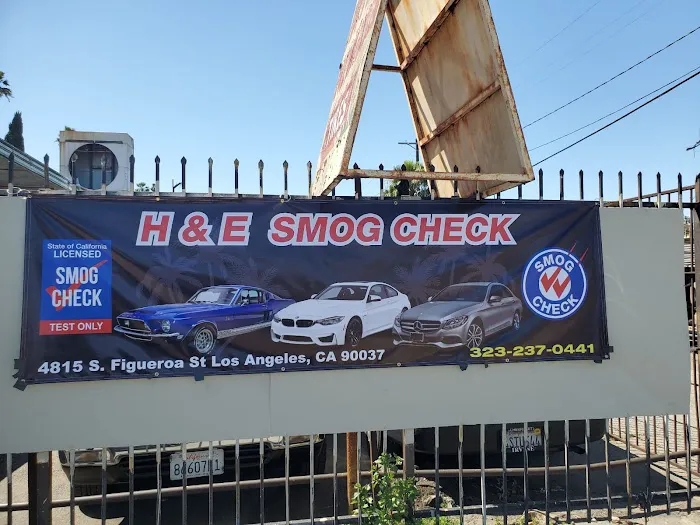 H & E SMOG CHECK
State of California
LICENSED
SMOG
CHECK
TEST ONLY
SMOG
CHECK
4815 S. Figueroa St Los Angeles, CA 90037
323-237-0441